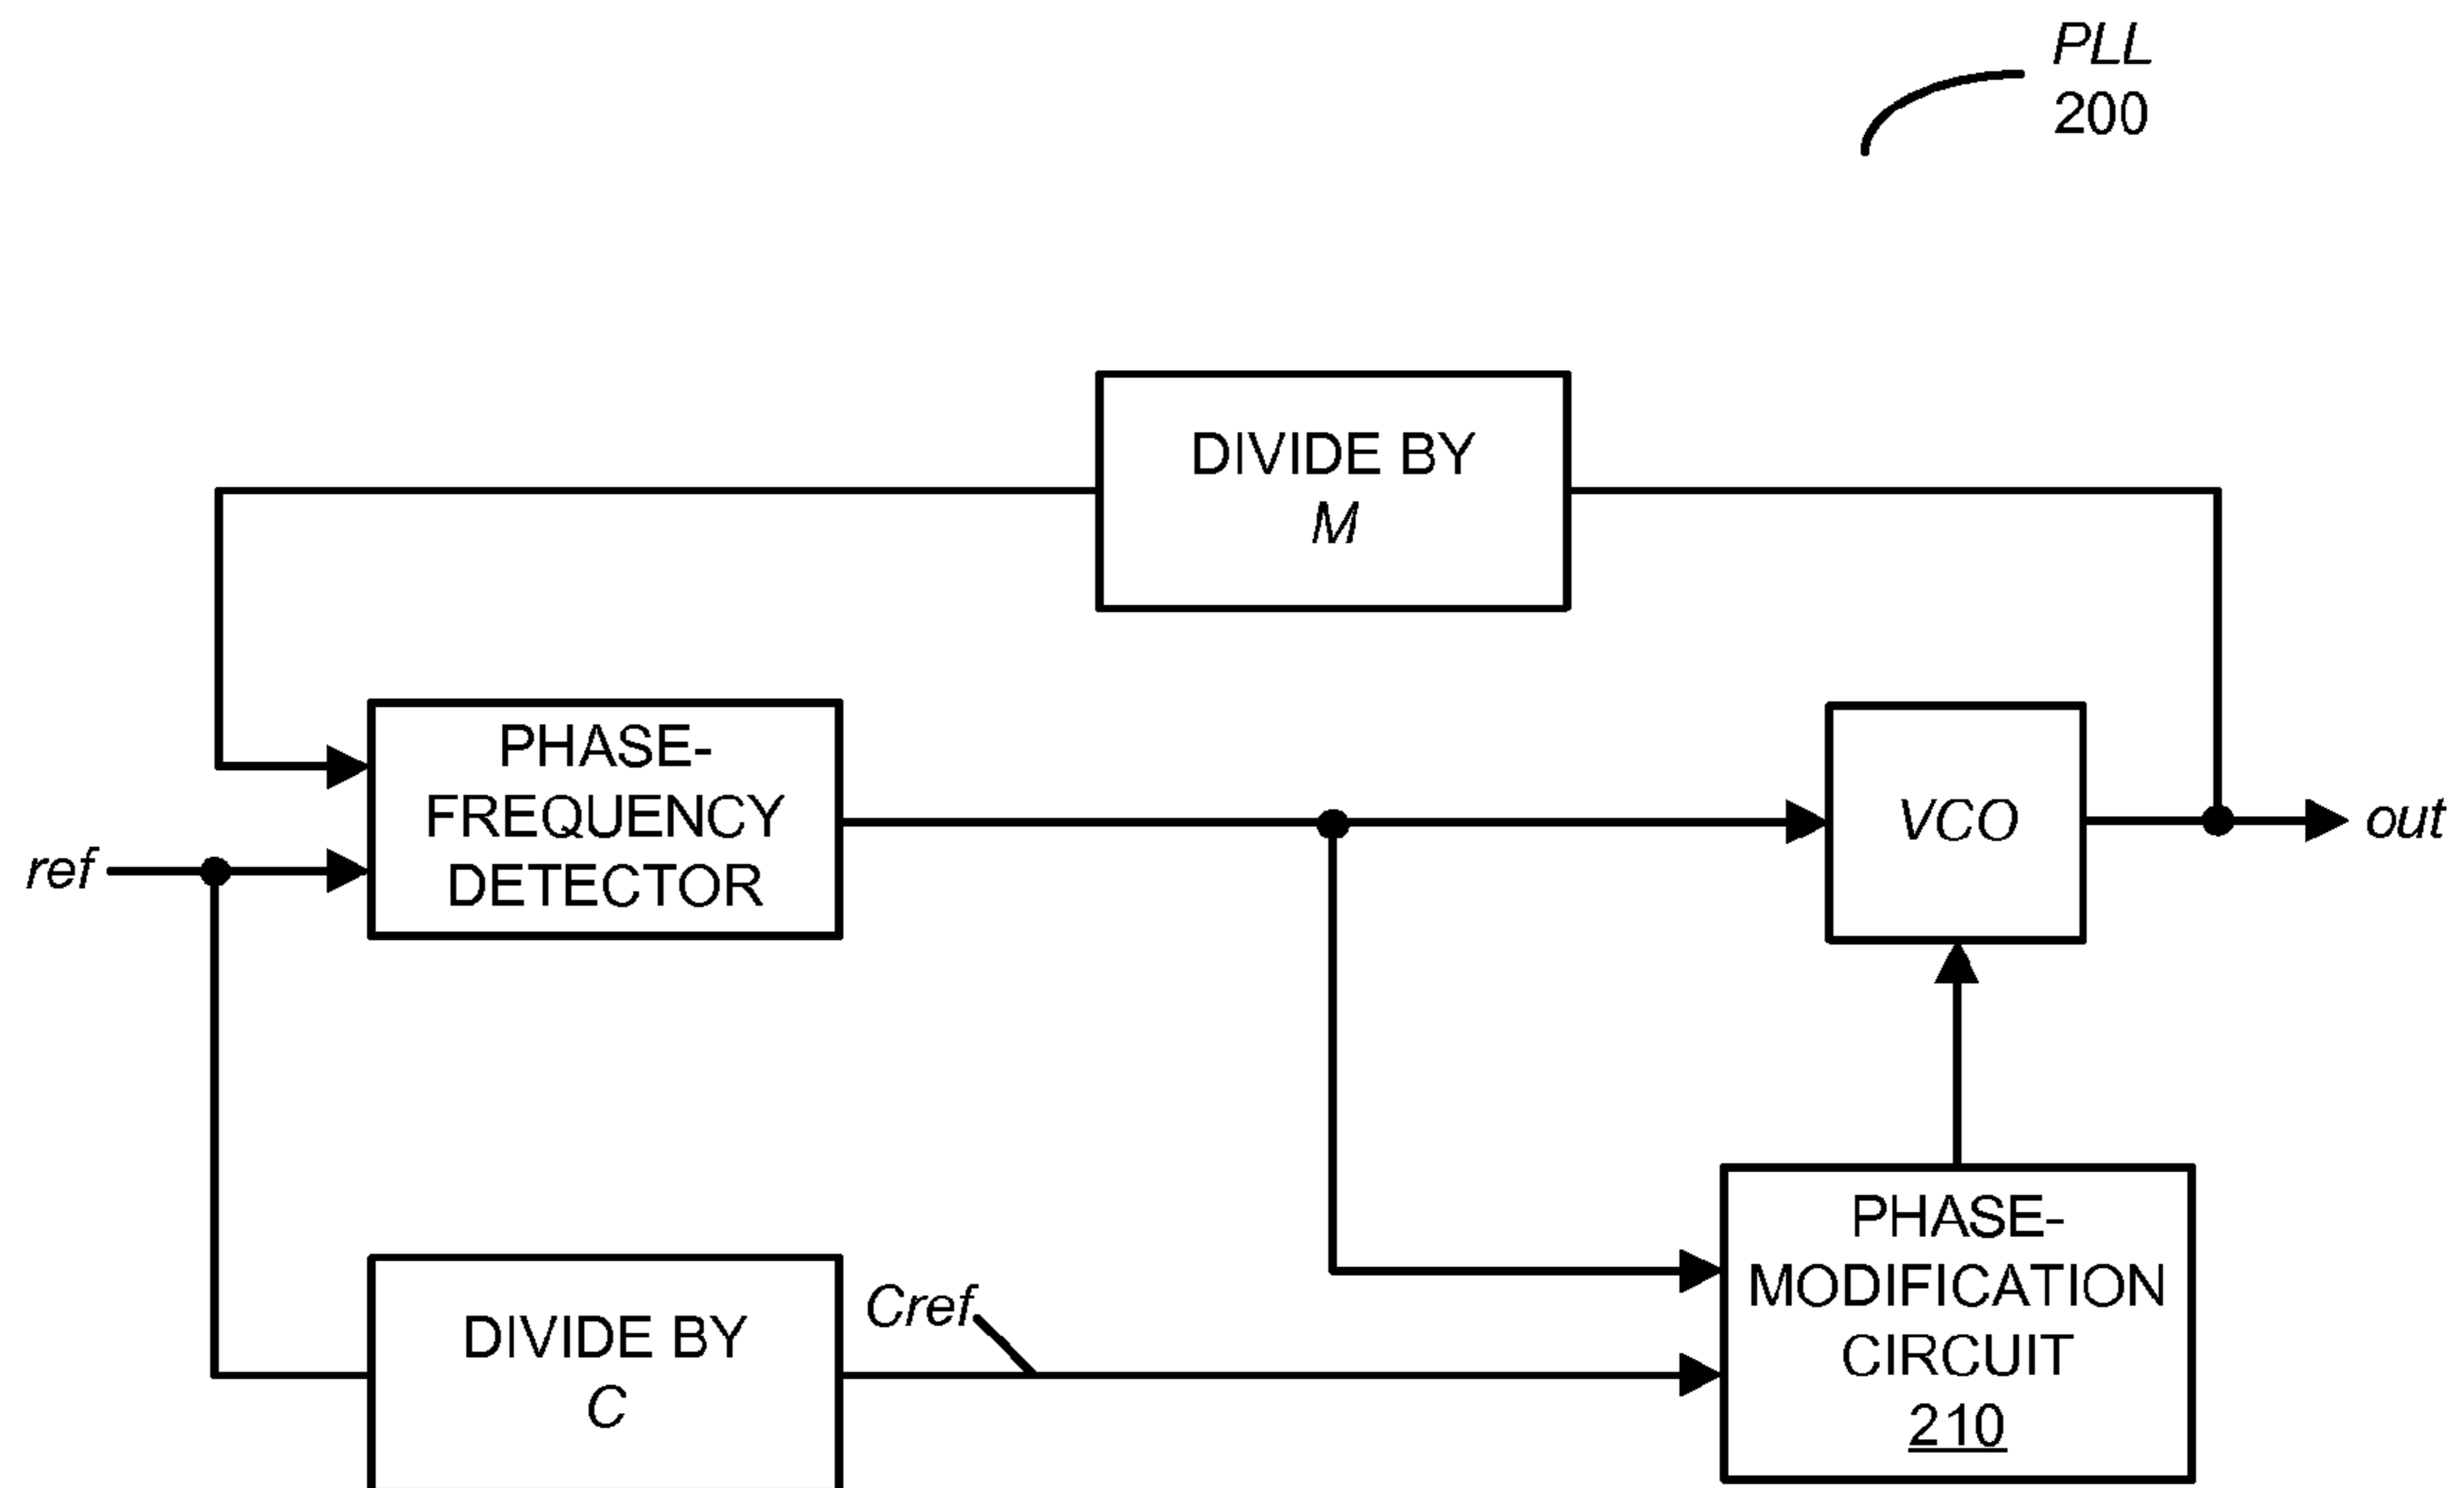 PLL
200
DIVIDE BY
M
PHASE-
FREQUENCY
DETECTOR
VCO
out
ref
PHASE-
MODIFICATION
CIRCUIT
210
Cref
DIVIDE BY
C